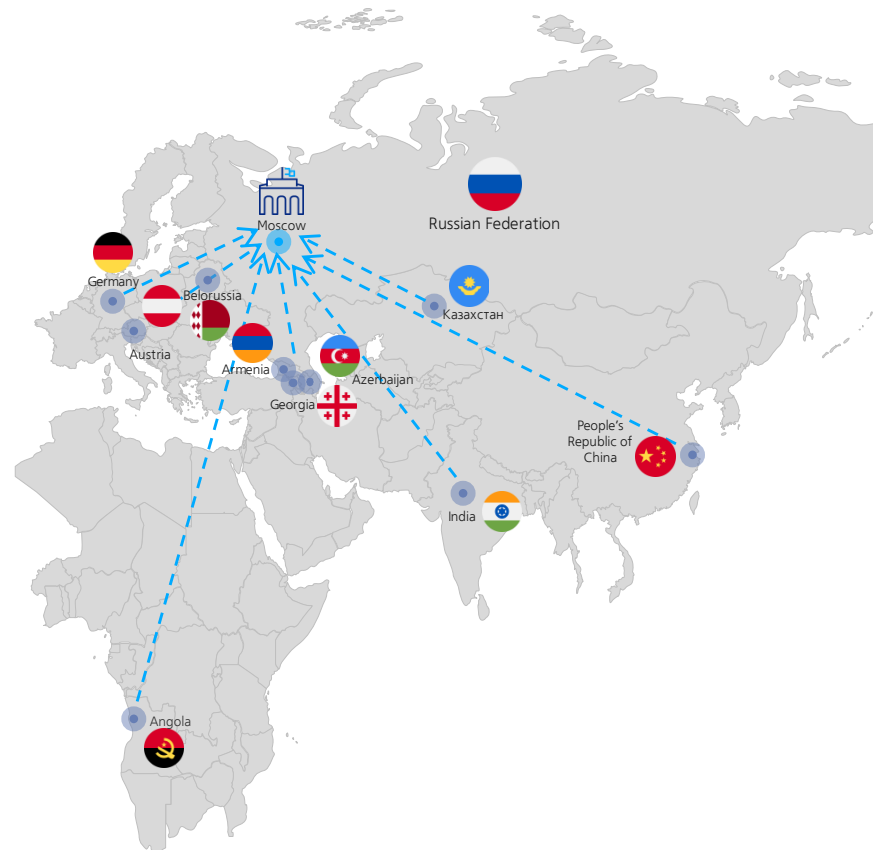 Russian Federation
Moscow
Germany
Belorussia
Казахстан
Austria
Armenia
Azerbaijan
Georgia
People's
Republic of
China
India
Angola